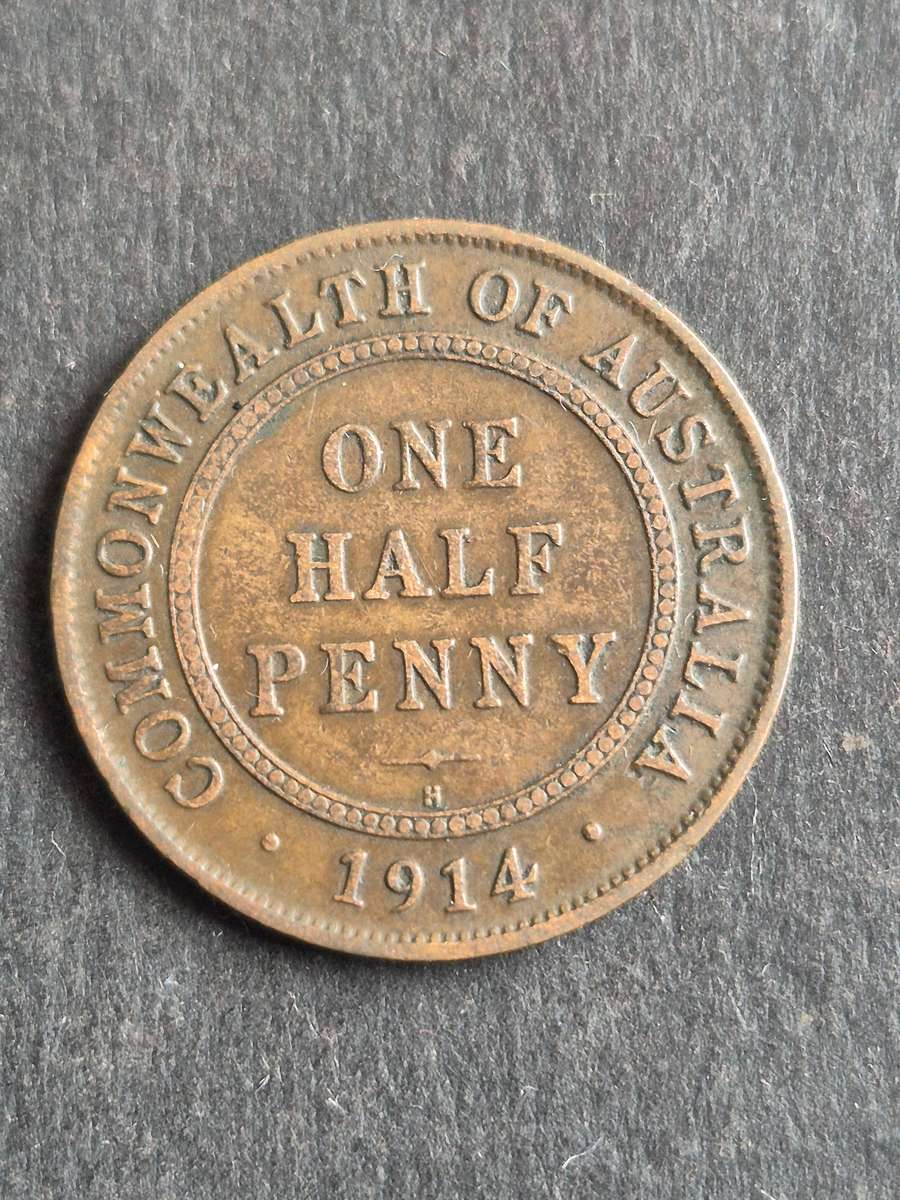 COMMONWEALTH OF AUSTRALIA
ONE
HALF
PENNY
H
· 1914 ·